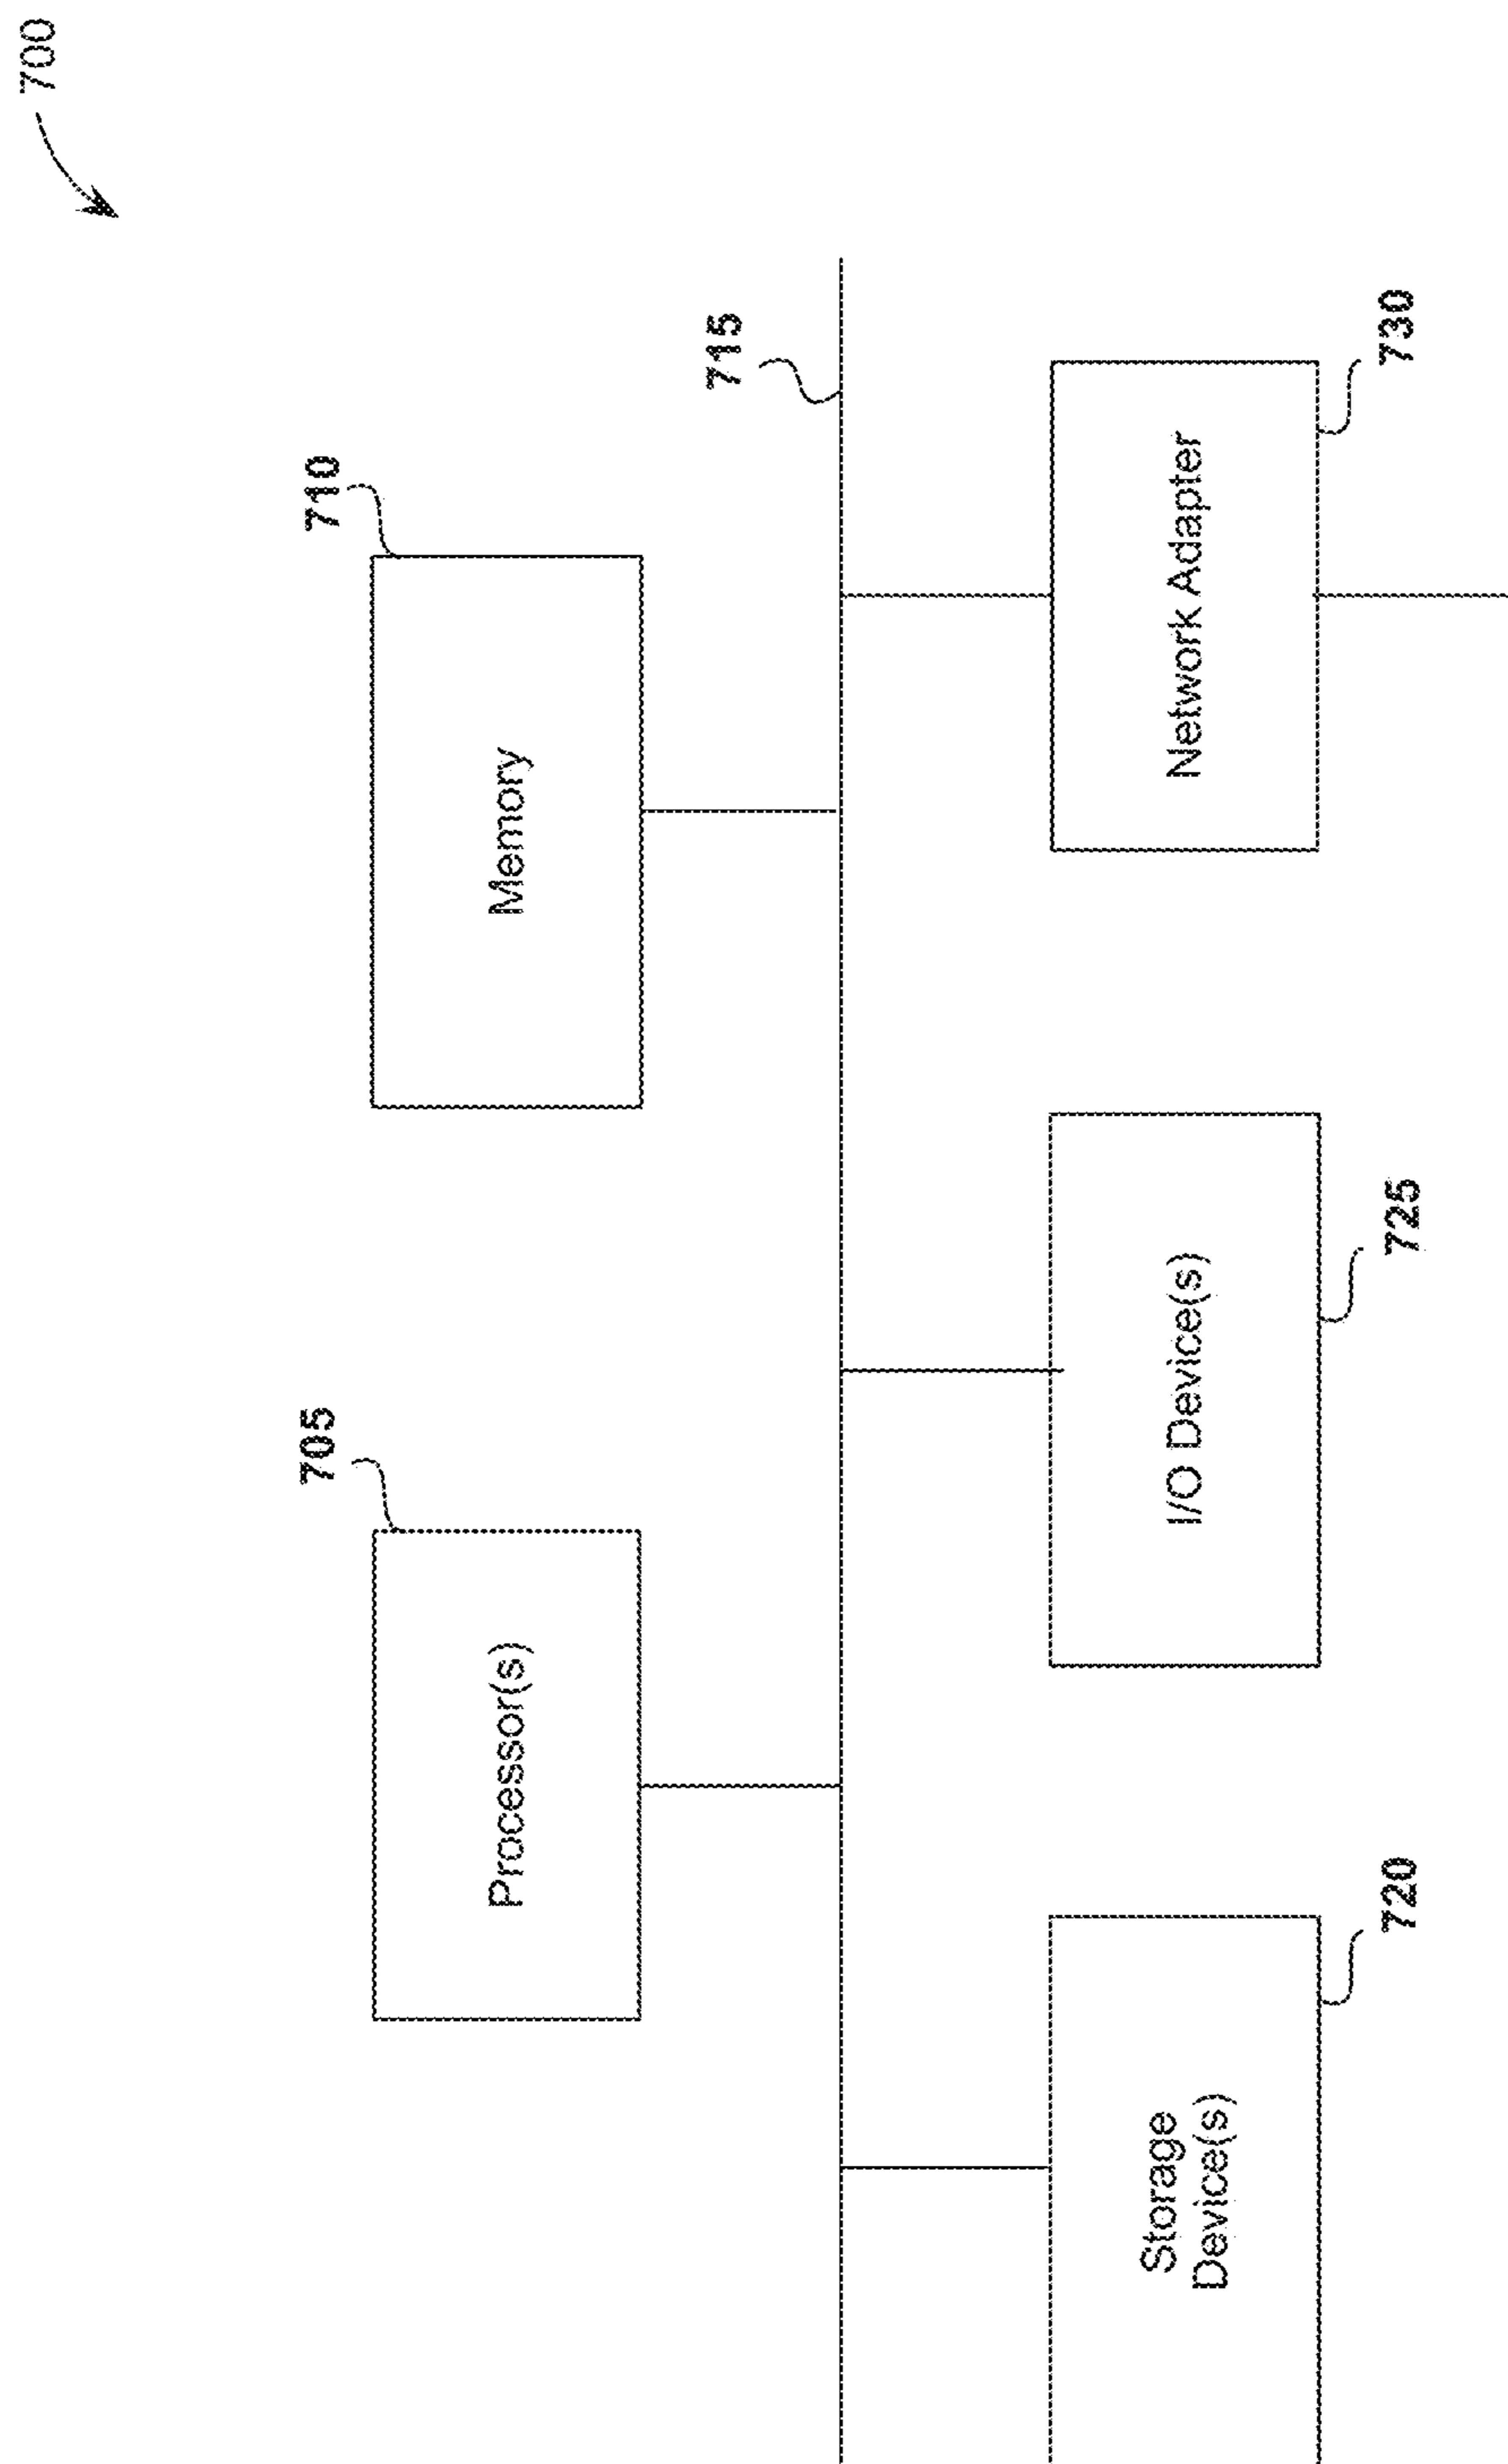 700
705
Processor(s)
710
Memory
715
Storage
Device(s)
720
I/O Device(s)
725
Network Adapter
730